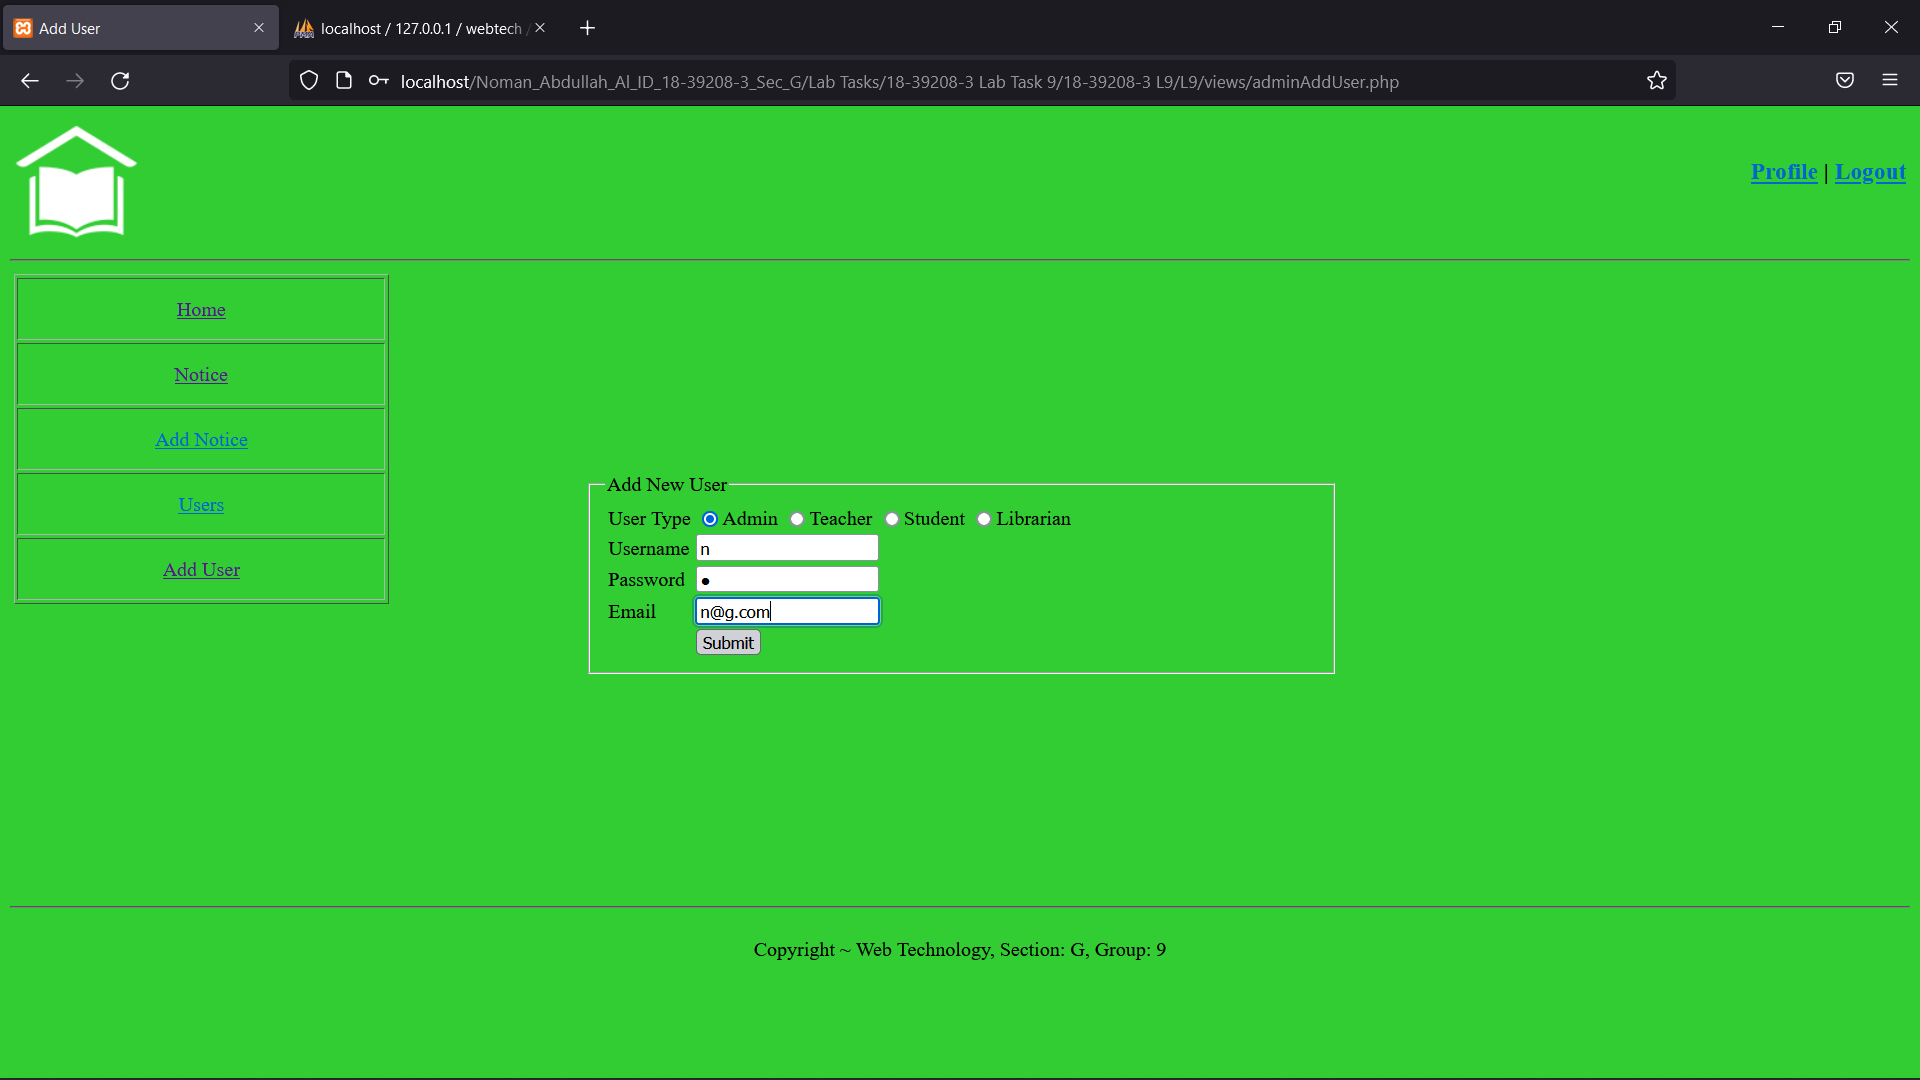 Add User
localhost / 127.0.0.1 / webtech /
localhost/Noman_Abdullah_Al_ID_18-39208-3_Sec_G/Lab Tasks/18-39208-3 Lab Task 9/18-39208-3 L9/L9/views/adminAddUser.php
Profile | Logout
Home
Notice
Add Notice
Users
Add User
Add New User
User Type Admin Teacher Student Librarian
Username n
Password ●
Email n@g.com
Submit
Copyright ~ Web Technology, Section: G, Group: 9